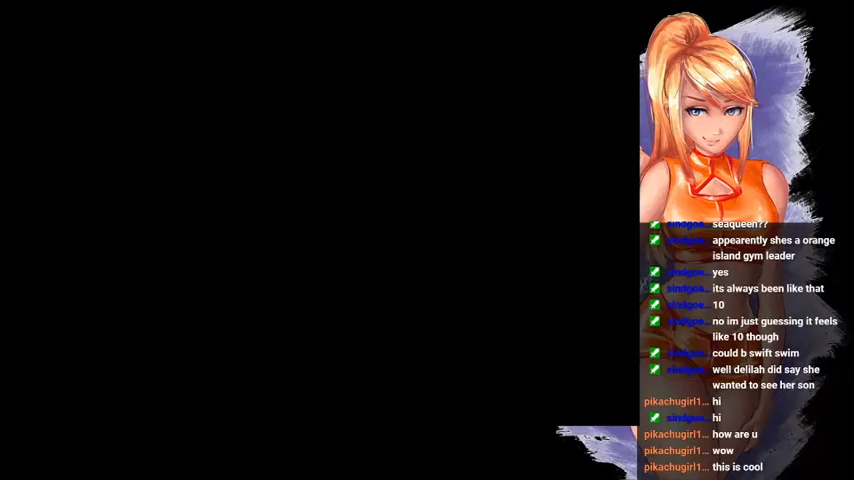 seaqueen??
appearently shes a orange
island gym leader
yes
its always been like that
10
no im just guessing it feels
like 10 though
could b swift swim
well delilah did say she
wanted to see her son
pikachugirl1... hi
hi
pikachugirl1... how are u
pikachugirl1... wow
pikachugirl1... this is cool